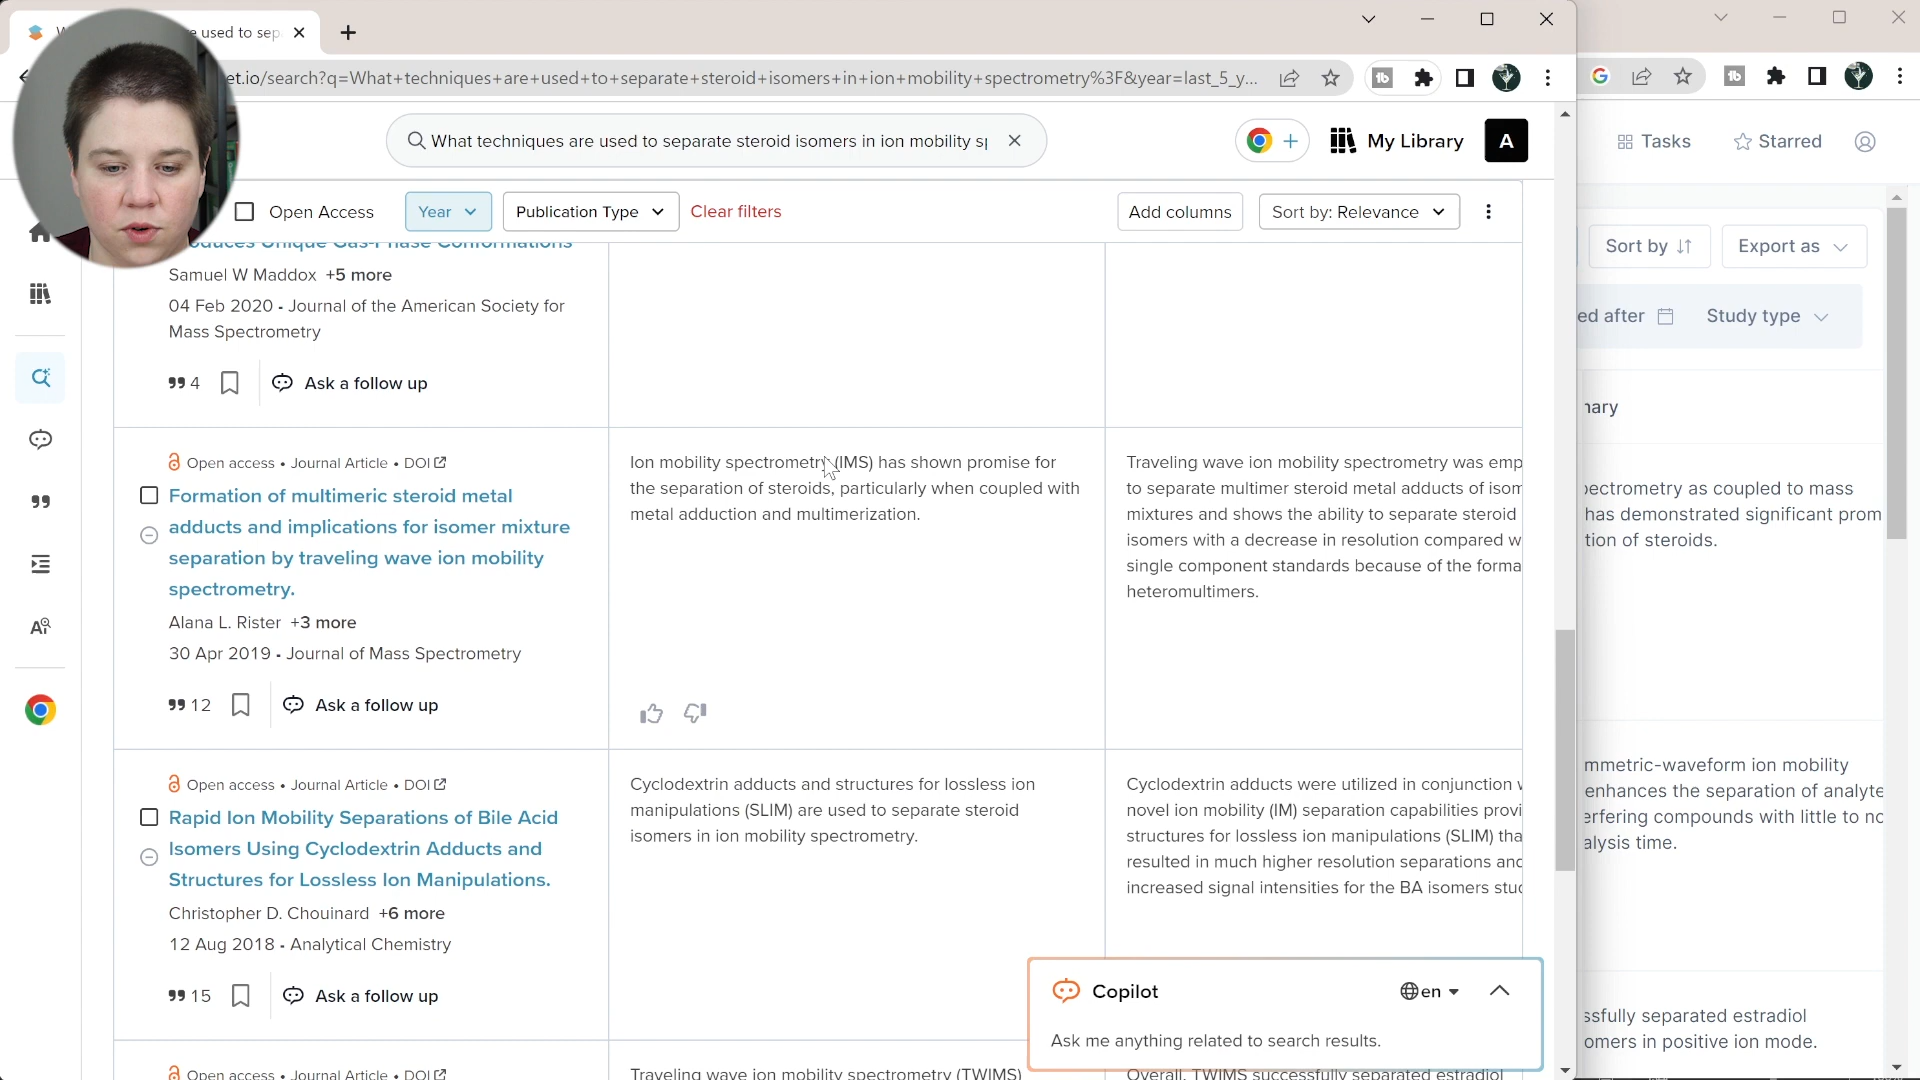 e used to sep
et.io/search?q=What+techniques+are+used+to+separate+steroid+isomers+in+ion+mobility+spectrometry%3F&year=last_5_y...
What techniques are used to separate steroid isomers in ion mobility sp
My Library
A
Tasks
Starred
Open Access
Year
Publication Type
Clear filters
Add columns
Sort by: Relevance
Sort by
Export as
ed after
Study type
oduces Unique Gas-Phase Conformations
Samuel W Maddox +5 more
04 Feb 2020 - Journal of the American Society for
Mass Spectrometry
4
Ask a follow up
Open access • Journal Article • DOI
Formation of multimeric steroid metal
adducts and implications for isomer mixture
separation by traveling wave ion mobility
spectrometry.
Alana L. Rister +3 more
30 Apr 2019 - Journal of Mass Spectrometry
12
Ask a follow up
Ion mobility spectrometry (IMS) has shown promise for
the separation of steroids, particularly when coupled with
metal adduction and multimerization.
Traveling wave ion mobility spectrometry was emp
to separate multimer steroid metal adducts of isom
mixtures and shows the ability to separate steroid
isomers with a decrease in resolution compared w
single component standards because of the forma
heteromultimers.
Open access • Journal Article • DOI
Rapid Ion Mobility Separations of Bile Acid
Isomers Using Cyclodextrin Adducts and
Structures for Lossless Ion Manipulations.
Christopher D. Chouinard +6 more
12 Aug 2018 - Analytical Chemistry
15
Ask a follow up
Cyclodextrin adducts and structures for lossless ion
manipulations (SLIM) are used to separate steroid
isomers in ion mobility spectrometry.
Cyclodextrin adducts were utilized in conjunction
novel ion mobility (IM) separation capabilities provi
structures for lossless ion manipulations (SLIM) tha
resulted in much higher resolution separations and
increased signal intensities for the BA isomers stud
Open access • Journal Article • DOI
Traveling wave ion mobility spectrometry (TWIMS)
Overall, TWIMS successfully separated estradiol
Copilot
en
Ask me anything related to search results.
nary
pectrometry as coupled to mass
has demonstrated significant prom
tion of steroids.
mmetric-waveform ion mobility
enhances the separation of analyte
erfering compounds with little to no
alysis time.
ssfully separated estradiol
omers in positive ion mode.